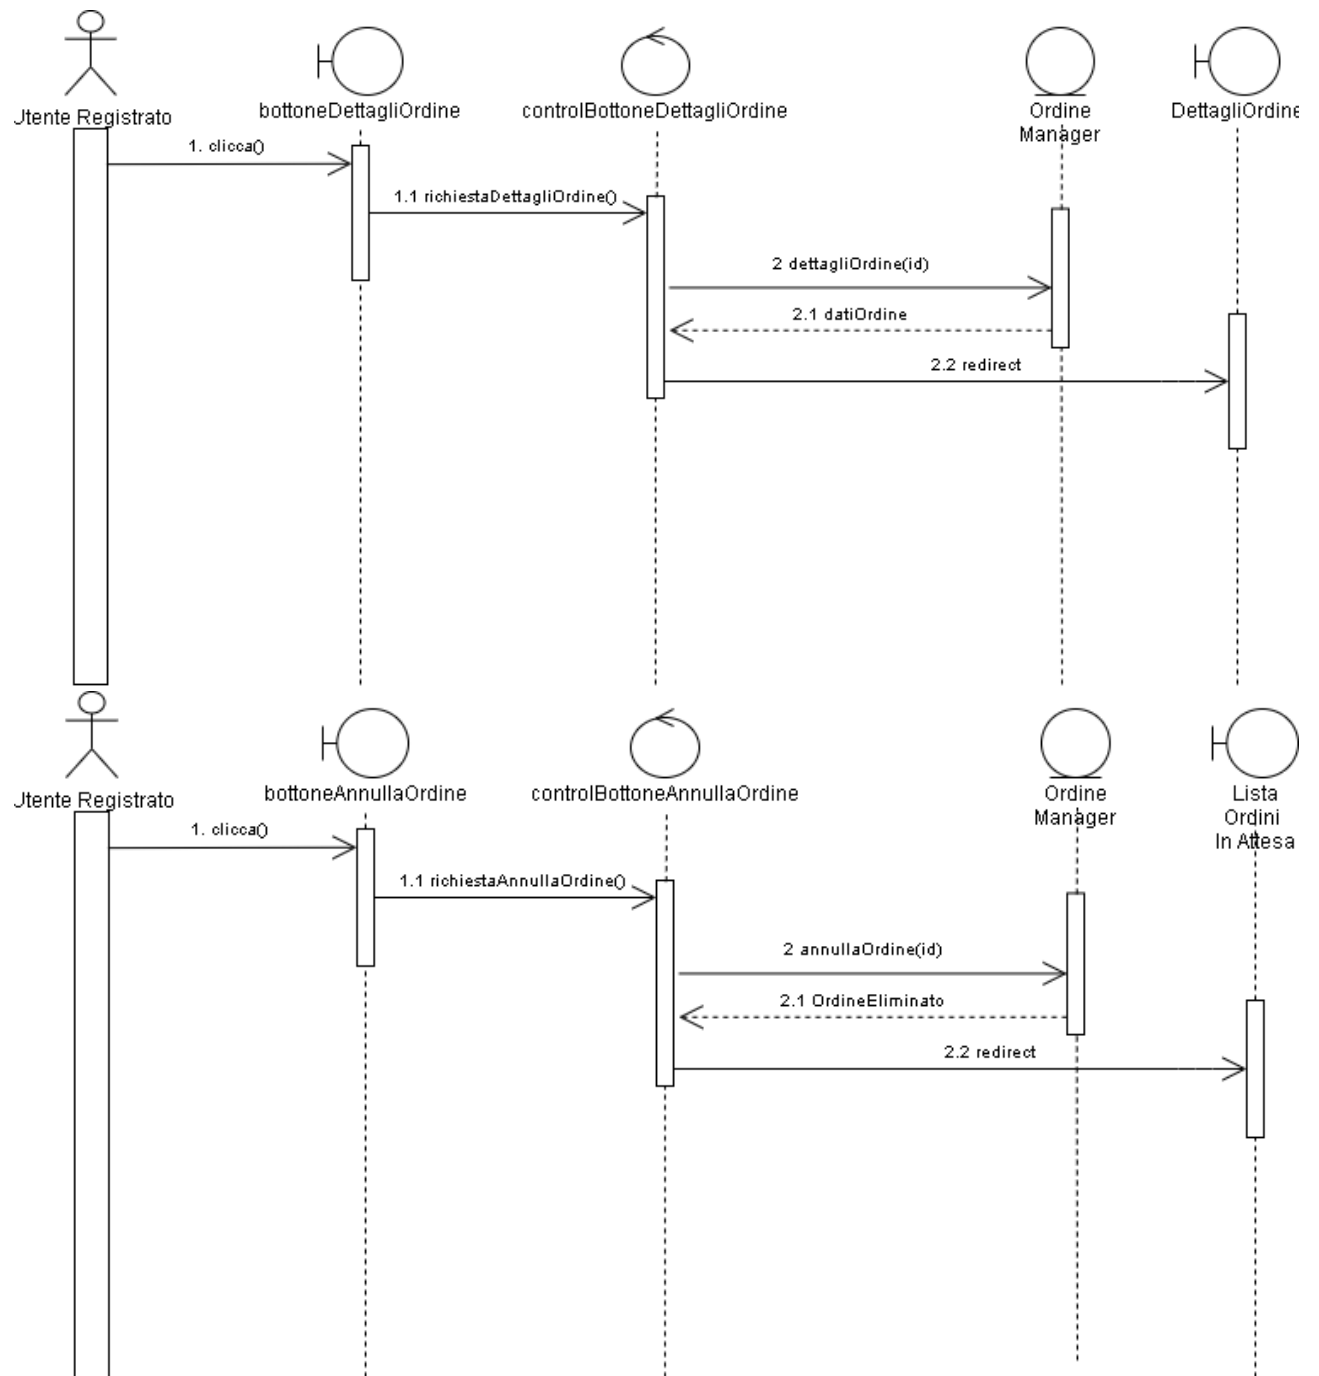 Jtente Registrato
bottoneDettagliOrdine
controlBottoneDettagliOrdine
Ordine
Manager
DettagliOrdine
1. clicca()
1.1 richiestaDettagliOrdine()
2 dettagliOrdine(id)
2.1 datiOrdine
2.2 redirect
Jtente Registrato
bottoneAnnullaOrdine
controlBottoneAnnullaOrdine
Ordine
Manager
Lista
Ordini
In Attesa
1. clicca()
1.1 richiestaAnnullaOrdine()
2 annullaOrdine(id)
2.1 OrdineEliminato
2.2 redirect